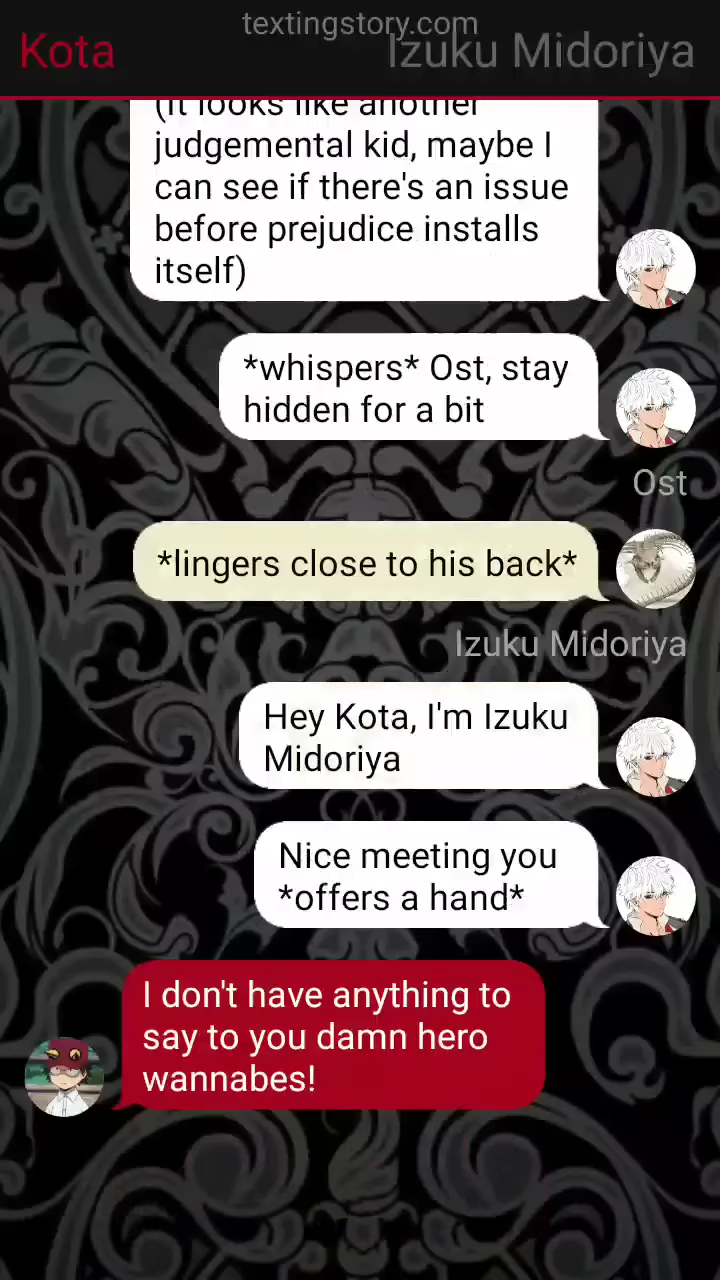 textingstory.com
Kota
Izuku Midoriya
(It looks like another
judgemental kid, maybe I
can see if there's an issue
before prejudice installs
itself)
*whispers* Ost, stay
hidden for a bit
Ost
*lingers close to his back*
Izuku Midoriya
Hey Kota, I'm Izuku
Midoriya
Nice meeting you
*offers a hand*
I don't have anything to
say to you damn hero
wannabes!